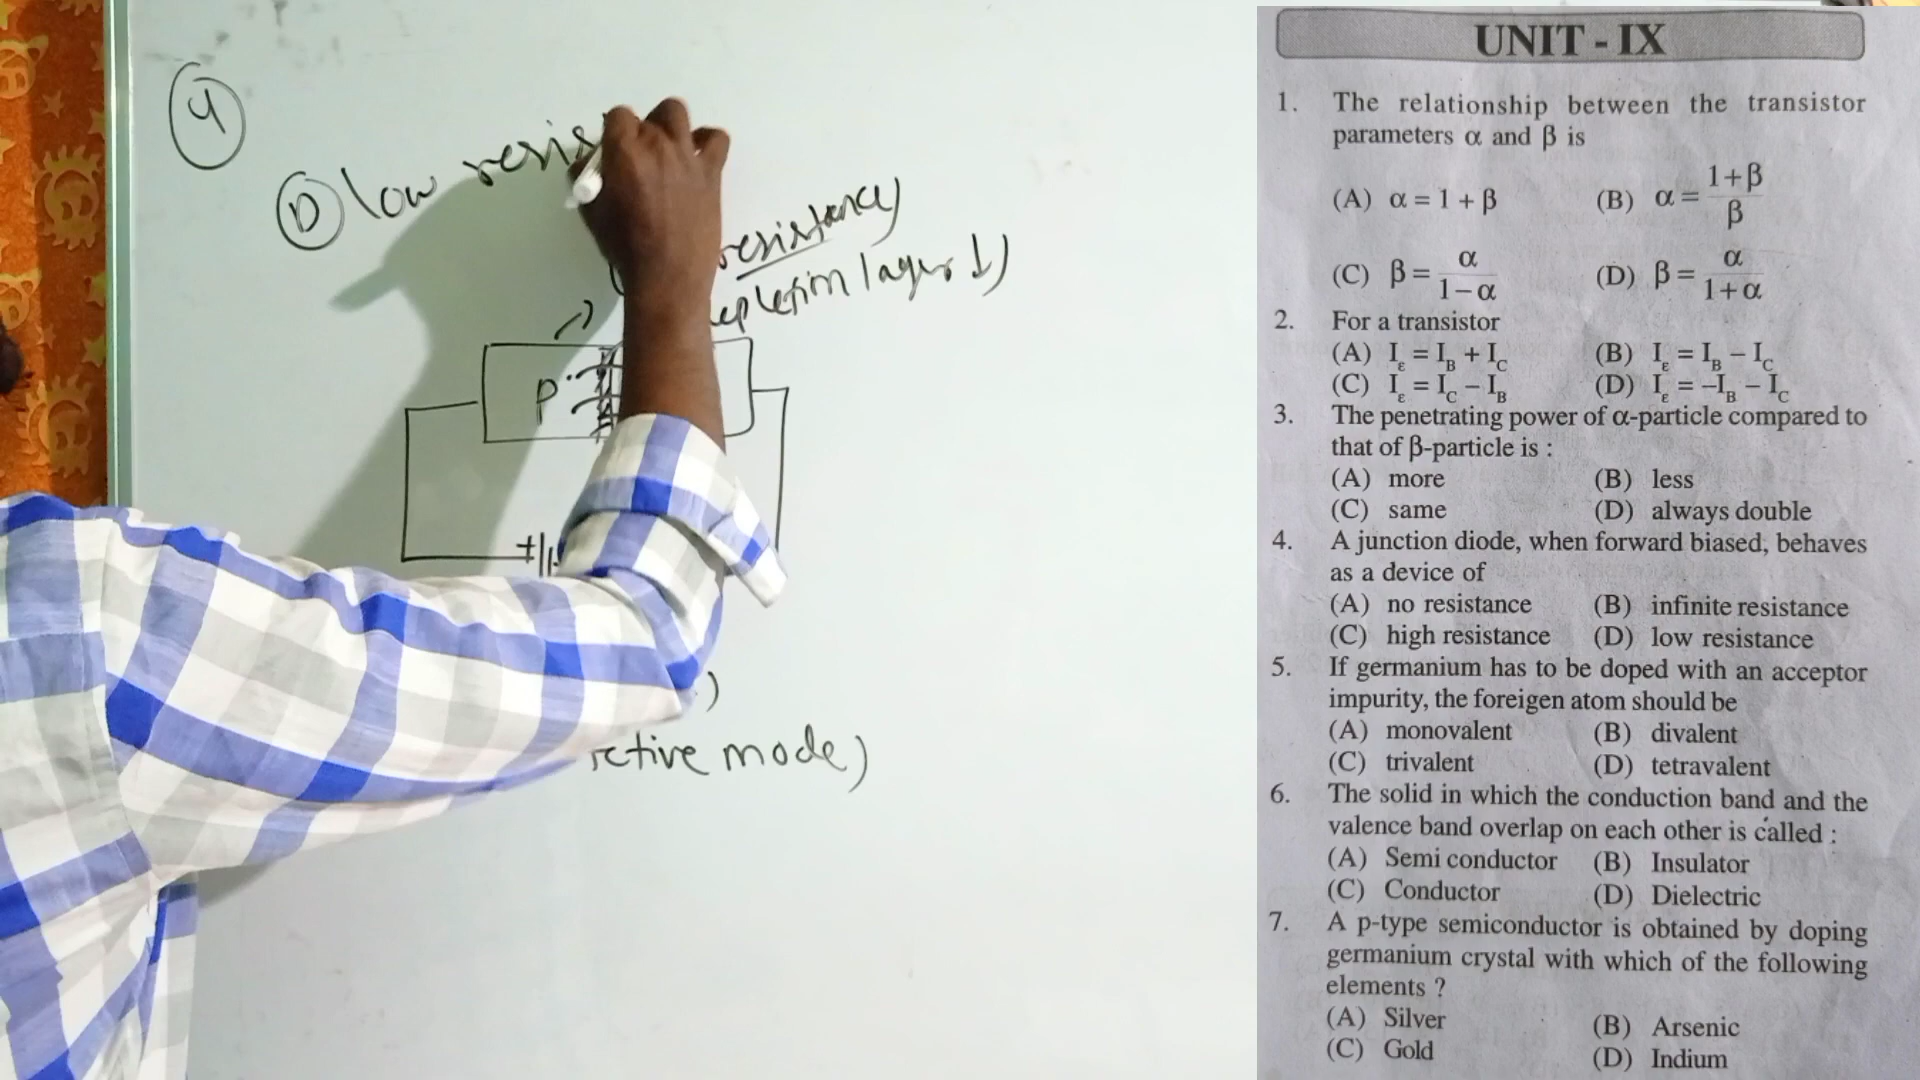 4
D low resis
resistancy
depletion layer ↓)
P
+
)
active mode)
UNIT - IX
1. The relationship between the transistor
parameters α and β is
(A) α = 1 + β (B) α = (1+β)/β
(C) β = α/(1−α) (D) β = α/(1+α)
2. For a transistor
(A) I_ε = I_B + I_C (B) I_ε = I_B − I_C
(C) I_ε = I_C − I_B (D) I_ε = −I_B − I_C
3. The penetrating power of α-particle compared to
that of β-particle is :
(A) more (B) less
(C) same (D) always double
4. A junction diode, when forward biased, behaves
as a device of
(A) no resistance (B) infinite resistance
(C) high resistance (D) low resistance
5. If germanium has to be doped with an acceptor
impurity, the foreigen atom should be
(A) monovalent (B) divalent
(C) trivalent (D) tetravalent
6. The solid in which the conduction band and the
valence band overlap on each other is called :
(A) Semi conductor (B) Insulator
(C) Conductor (D) Dielectric
7. A p-type semiconductor is obtained by doping
germanium crystal with which of the following
elements ?
(A) Silver (B) Arsenic
(C) Gold (D) Indium